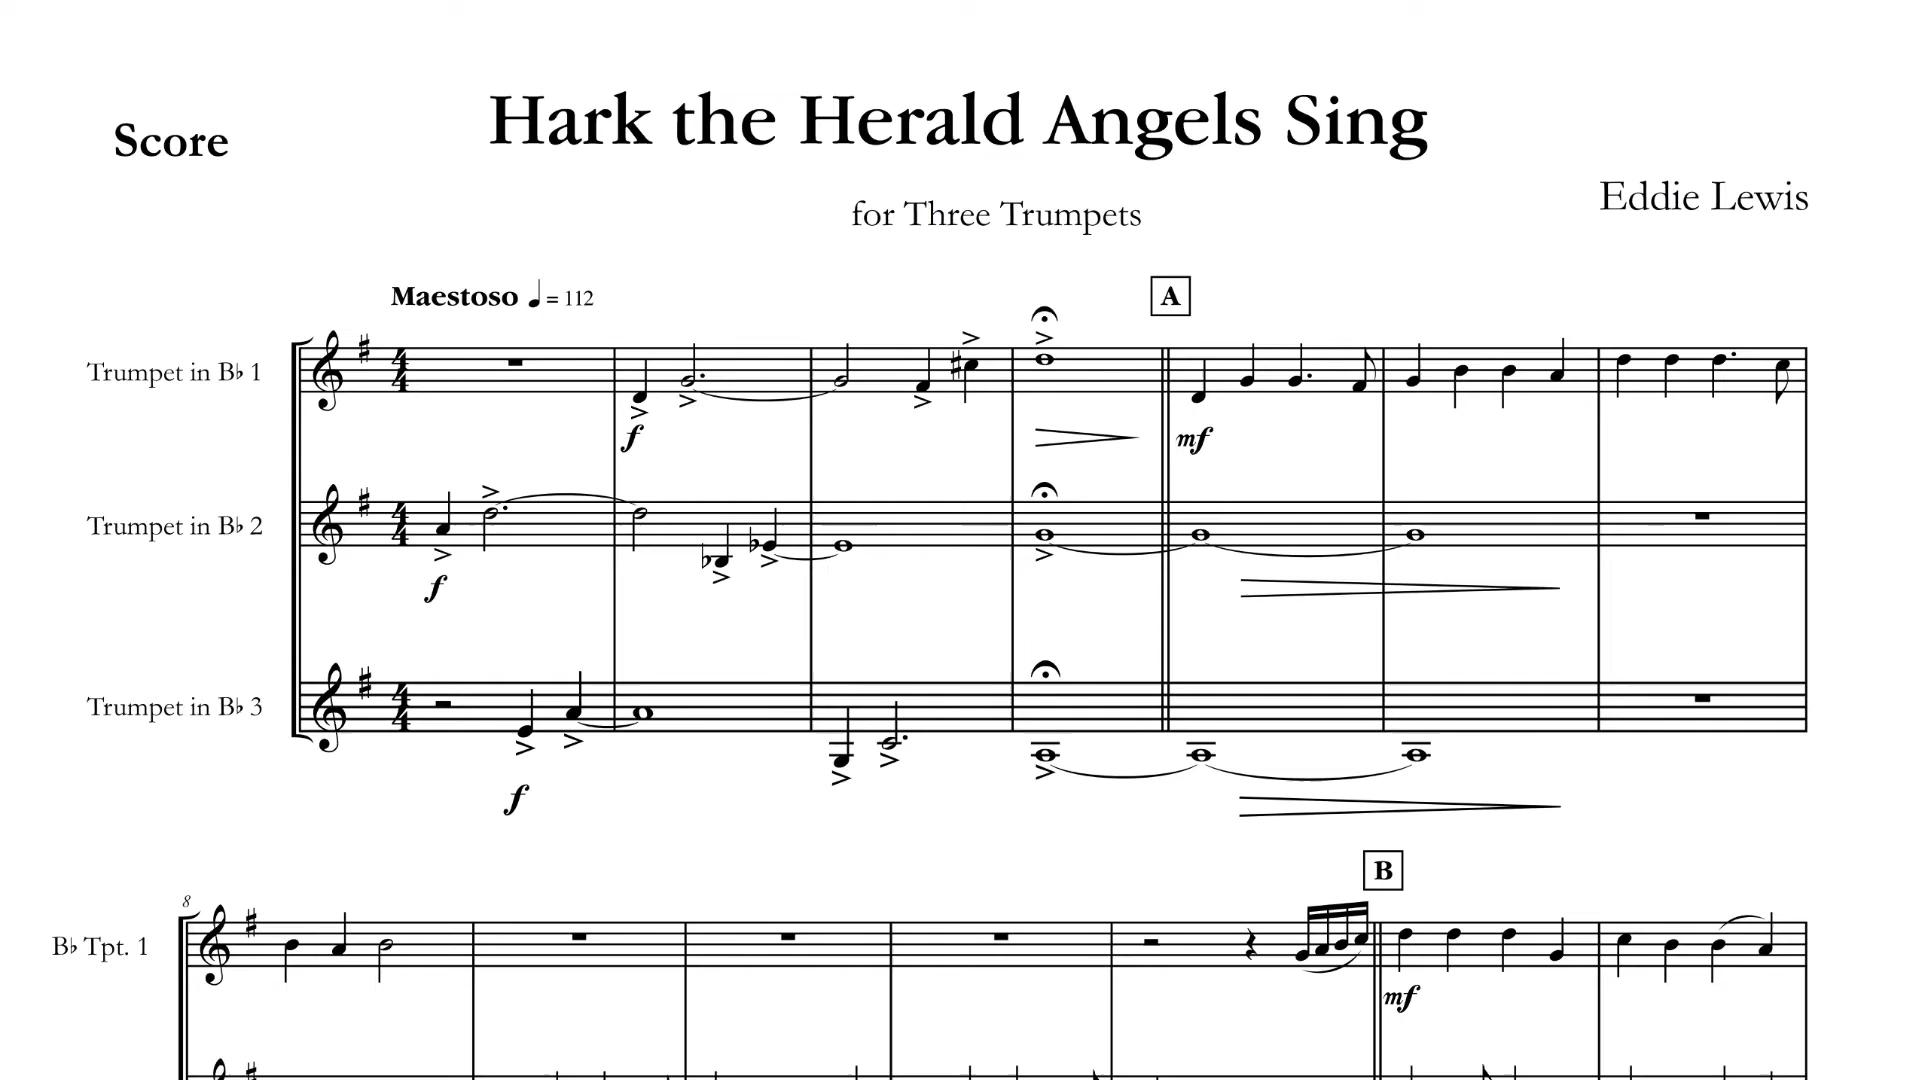 Hark the Herald Angels Sing
Score
Eddie Lewis
for Three Trumpets
Maestoso ♩ = 112
A
Trumpet in B♭ 1
f
mf
Trumpet in B♭ 2
f
Trumpet in B♭ 3
f
B
8
B♭ Tpt. 1
mf